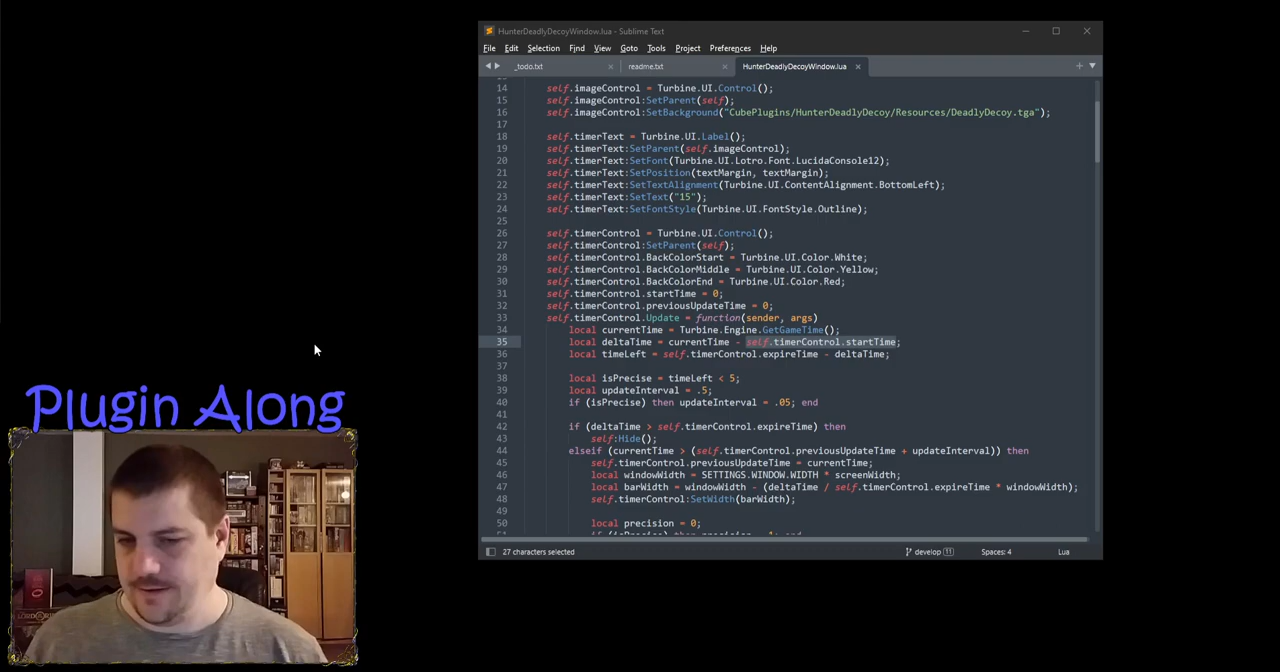 HunterDeadlyDecoyWindow.lua - Sublime Text
File Edit Selection Find View Goto Tools Project Preferences Help
_todo.txt readme.txt HunterDeadlyDecoyWindow.lua
14 self.imageControl = Turbine.UI.Control();
15 self.imageControl:SetParent(self);
16 self.imageControl:SetBackground("CubePlugins/HunterDeadlyDecoy/Resources/DeadlyDecoy.tga");
17
18 self.timerText = Turbine.UI.Label();
19 self.timerText:SetParent(self.imageControl);
20 self.timerText:SetFont(Turbine.UI.Lotro.Font.LucidaConsole12);
21 self.timerText:SetPosition(textMargin, textMargin);
22 self.timerText:SetTextAlignment(Turbine.UI.ContentAlignment.BottomLeft);
23 self.timerText:SetText("15");
24 self.timerText:SetFontStyle(Turbine.UI.FontStyle.Outline);
25
26 self.timerControl = Turbine.UI.Control();
27 self.timerControl:SetParent(self);
28 self.timerControl.BackColorStart = Turbine.UI.Color.White;
29 self.timerControl.BackColorMiddle = Turbine.UI.Color.Yellow;
30 self.timerControl.BackColorEnd = Turbine.UI.Color.Red;
31 self.timerControl.startTime = 0;
32 self.timerControl.previousUpdateTime = 0;
33 self.timerControl.Update = function(sender, args)
34 local currentTime = Turbine.Engine.GetGameTime();
35 local deltaTime = currentTime - self.timerControl.startTime;
36 local timeLeft = self.timerControl.expireTime - deltaTime;
37
38 local isPrecise = timeLeft < 5;
39 local updateInterval = .5;
40 if (isPrecise) then updateInterval = .05; end
41
42 if (deltaTime > self.timerControl.expireTime) then
43 self:Hide();
44 elseif (currentTime > (self.timerControl.previousUpdateTime + updateInterval)) then
45 self.timerControl.previousUpdateTime = currentTime;
46 local windowWidth = SETTINGS.WINDOW.WIDTH * screenWidth;
47 local barWidth = windowWidth - (deltaTime / self.timerControl.expireTime * windowWidth);
48 self.timerControl:SetWidth(barWidth);
49
50 local precision = 0;
27 characters selected develop 11 Spaces: 4 Lua
Plugin Along